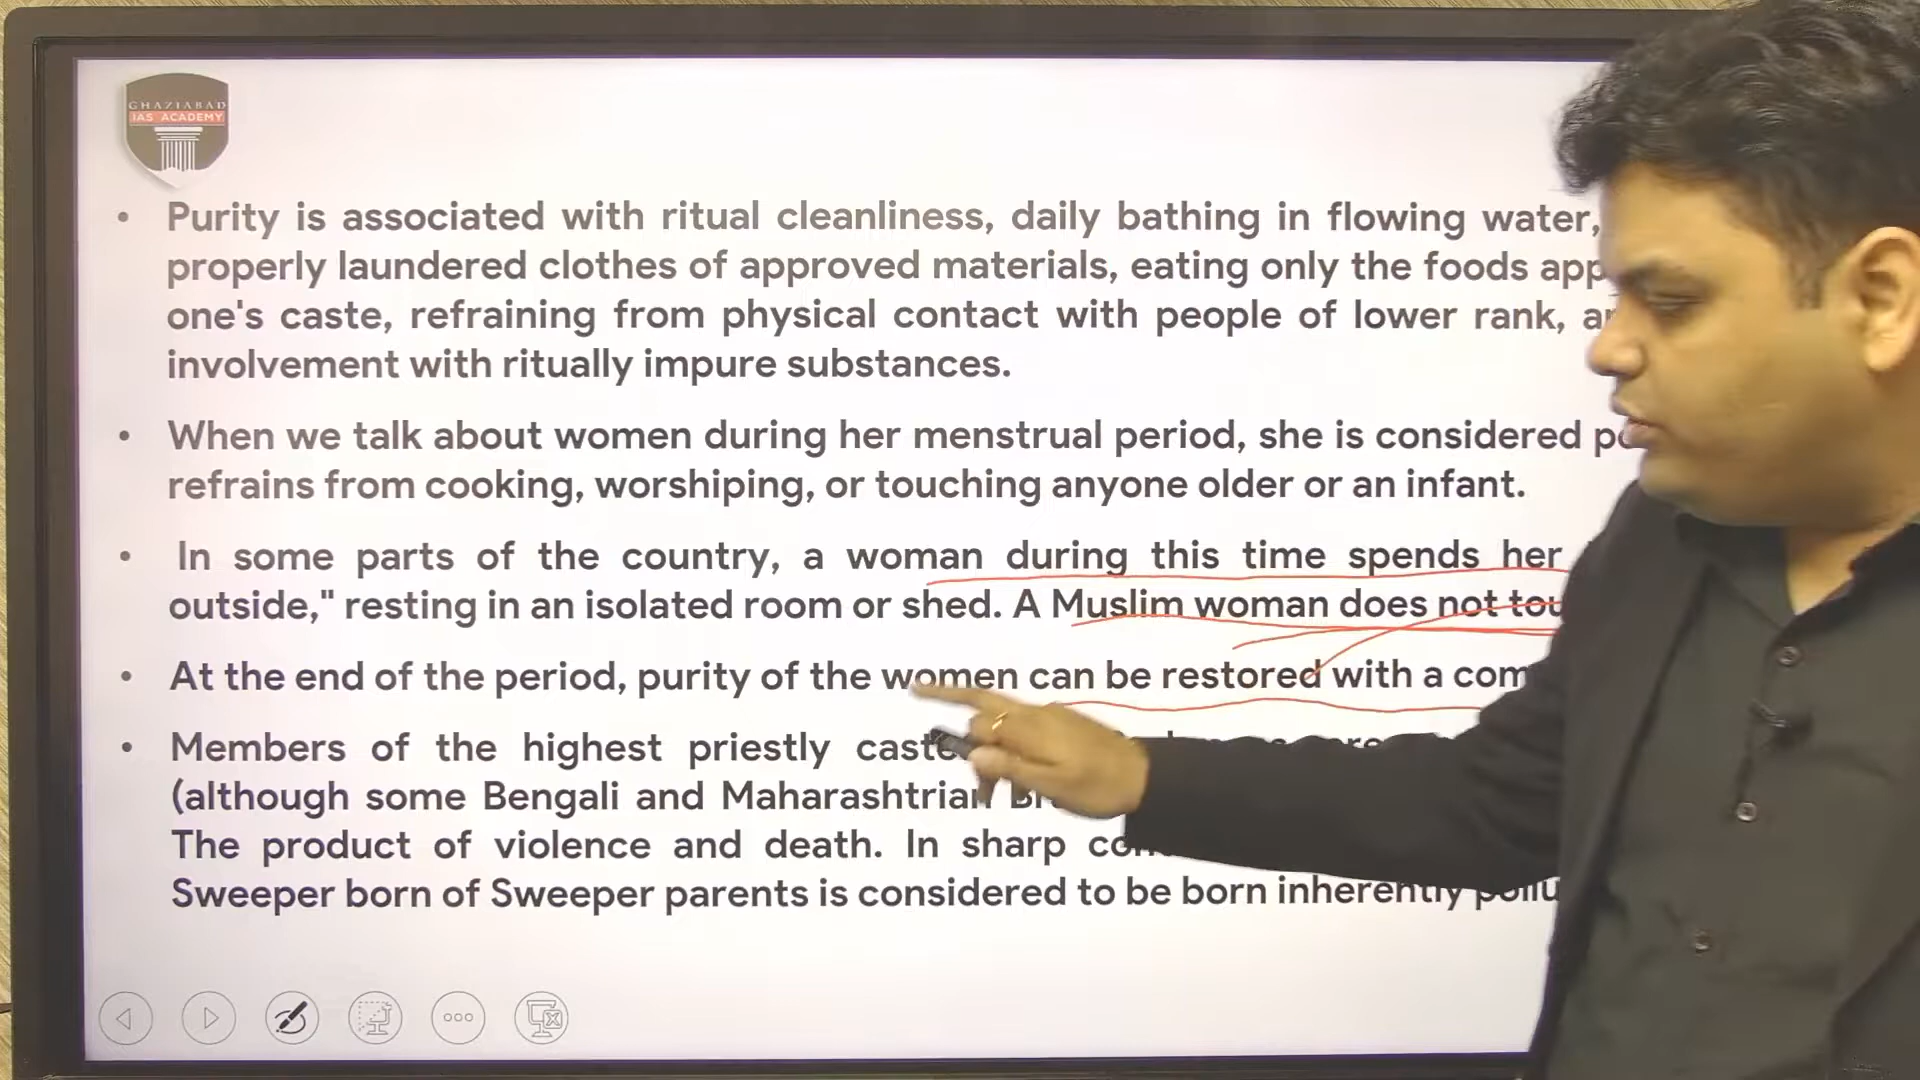 GHAZIABAD
IAS ACADEMY
• Purity is associated with ritual cleanliness, daily bathing in flowing water,
properly laundered clothes of approved materials, eating only the foods
one's caste, refraining from physical contact with people of lower rank,
involvement with ritually impure substances.
• When we talk about women during her menstrual period, she is considered
refrains from cooking, worshiping, or touching anyone older or an infant.
• In some parts of the country, a woman during this time spends her
outside," resting in an isolated room or shed. A Muslim woman does not
• At the end of the period, purity of the women can be restored with a
• Members of the highest priestly
(although some Bengali and Maharashtrian
The product of violence and death. In sharp
Sweeper born of Sweeper parents is considered to be born inherently